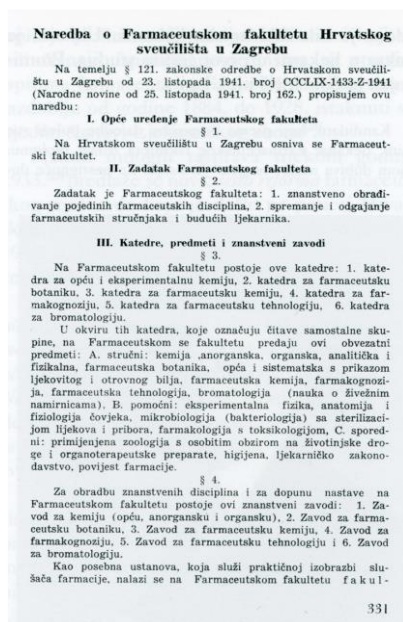 Naredba o Farmaceutskom fakultetu Hrvatskog
sveučilišta u Zagrebu
Na temelju § 121. zakonske odredbe o Hrvatskom sveučili-
štu u Zagrebu od 23. listopada 1941. broj CCCLIX-1433-Z-1941
(Narodne novine od 25. listopada 1941. broj 162.) propisujem ovu
naredbu:
I. Opće uređenje Farmaceutskog fakulteta
§ 1.
Na Hrvatskom sveučilištu u Zagrebu osniva se Farmaceut-
ski fakultet.
II. Zadatak Farmaceutskog fakulteta
§ 2.
Zadatak je Farmaceutskog fakulteta: 1. znanstveno obrađi-
vanje pojedinih farmaceutskih disciplina, 2. spremanje i odgajanje
farmaceutskih stručnjaka i budućih ljekarnika.
III. Katedre, predmeti i znanstveni zavodi
§ 3.
Na Farmaceutskom fakultetu postoje ove katedre: 1. kate-
dra za opću i eksperimentalnu kemiju, 2. katedra za farmaceutsku
botaniku, 3. katedra za farmaceutsku kemiju, 4. katedra za far-
makognoziju, 5. katedra za farmaceutsku tehnologiju, 6. katedra
za bromatologiju.
U okviru tih katedra, koje označuju čitave samostalne sku-
pine, na Farmaceutskom se fakultetu predaju ovi obvezatni
predmeti: A. stručni: kemija ,anorganska, organska, analitička i
fizikalna, farmaceutska botanika, opća i sistematska s prikazom
ljekovitog i otrovnog bilja, farmaceutska kemija, farmakognozi-
ja, farmaceutska tehnologija, bromatologija (nauka o živežnim
namirnicama). B. pomoćni: eksperimentalna fizika, anatomija i
fiziologija čovjeka, mikrobiologija (bakteriologija) sa sterilizaci-
jom lijekova i pribora, farmakologija s toksikologijom, C. spored-
ni: primijenjena zoologija s osobitim obzirom na životinjske dro-
ge i organoterapeutske preparate, higijena, ljekarničko zakono-
davstvo, povijest farmacije.
§ 4.
Za obradbu znanstvenih disciplina i za dopunu nastave na
Farmaceutskom fakultetu postoje ovi znanstveni zavodi: 1. Za-
vod za kemiju (opću, anorgansku i organsku), 2. Zavod za farma-
ceutsku botaniku, 3. Zavod za farmaceutsku kemiju, 4. Zavod za
farmakognoziju, 5. Zavod za farmaceutsku tehnologiju i 6. Zavod
za bromatologiju.
Kao posebna ustanova, koja služi praktičnoj izobrazbi slu-
šača farmacije, nalazi se na Farmaceutskom fakultetu fakul-
331